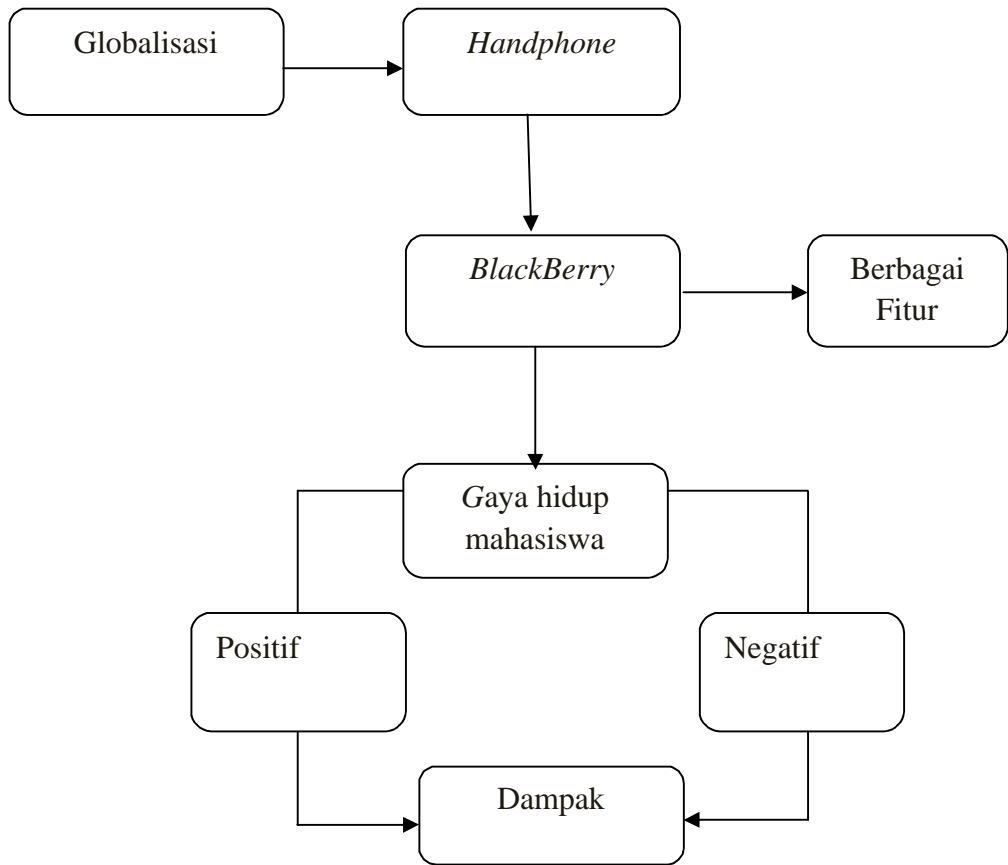 Globalisasi
Handphone
BlackBerry
Berbagai
Fitur
Gaya hidup
mahasiswa
Positif
Negatif
Dampak